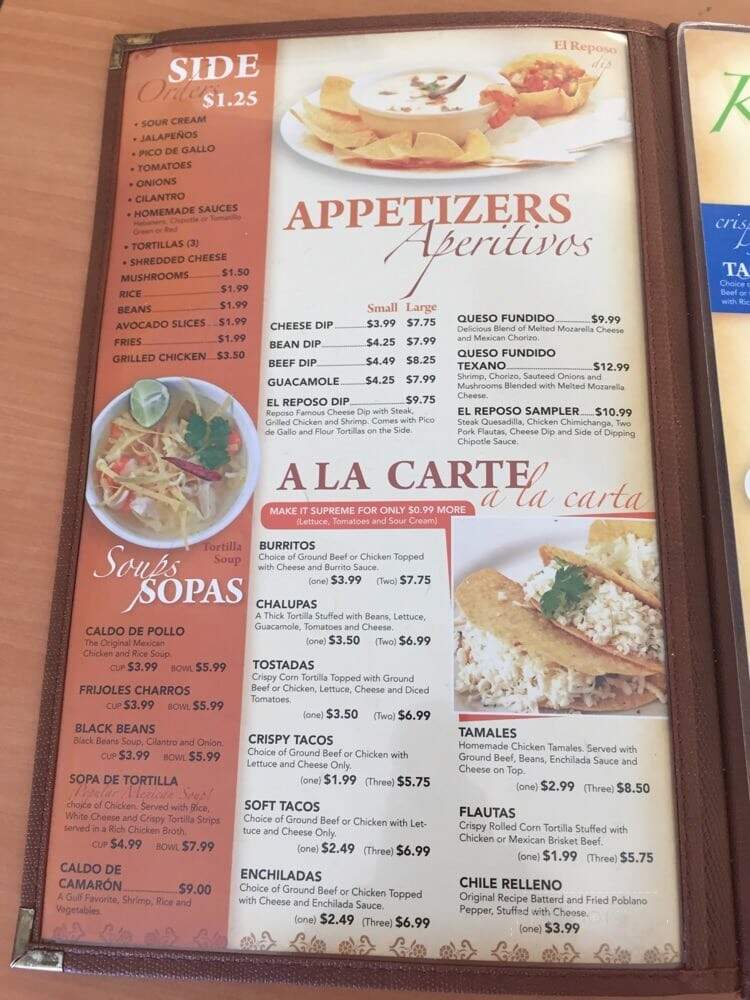 SIDE
Orders
$1.25
• SOUR CREAM
• JALAPEÑOS
• PICO DE GALLO
• TOMATOES
• ONIONS
• CILANTRO
• HOMEMADE SAUCES
Habanero, Chipotle or Tomatillo
Green or Red
• TORTILLAS (3)
• SHREDDED CHEESE
MUSHROOMS $1.50
RICE $1.99
BEANS $1.99
AVOCADO SLICES $1.99
FRIES $1.99
GRILLED CHICKEN $3.50
Tortilla
Soup
Soups
SOPAS
CALDO DE POLLO
The Original Mexican
Chicken and Rice Soup.
CUP $3.99 BOWL $5.99
FRIJOLES CHARROS
CUP $3.99 BOWL $5.99
BLACK BEANS
Black Beans Soup, Cilantro and Onion.
CUP $3.99 BOWL $5.99
SOPA DE TORTILLA
Popular Mexican Soup!
choice of Chicken. Served with Rice,
White Cheese and Crispy Tortilla Strips
served in a Rich Chicken Broth.
CUP $4.99 BOWL $7.99
CALDO DE
CAMARÓN $9.00
A Gulf Favorite, Shrimp, Rice and
Vegetables.
El Reposo
dip
APPETIZERS
Aperitivos
Small Large
CHEESE DIP $3.99 $7.75
BEAN DIP $4.25 $7.99
BEEF DIP $4.49 $8.25
GUACAMOLE $4.25 $7.99
EL REPOSO DIP $9.75
Reposo Famous Cheese Dip with Steak,
Grilled Chicken and Shrimp. Comes with Pico
de Gallo and Flour Tortillas on the Side.
QUESO FUNDIDO $9.99
Delicious Blend of Melted Mozarella Cheese
and Mexican Chorizo.
QUESO FUNDIDO
TEXANO $12.99
Shrimp, Chorizo, Sauteed Onions and
Mushrooms Blended with Melted Mozarella
Cheese.
EL REPOSO SAMPLER $10.99
Steak Quesadilla, Chicken Chimichanga, Two
Pork Flautas, Cheese Dip and Side of Dipping
Chipotle Sauce.
A LA CARTE
a la carta
MAKE IT SUPREME FOR ONLY $0.99 MORE
(Lettuce, Tomatoes and Sour Cream)
BURRITOS
Choice of Ground Beef or Chicken Topped
with Cheese and Burrito Sauce.
(one) $3.99 (Two) $7.75
CHALUPAS
A Thick Tortilla Stuffed with Beans, Lettuce,
Guacamole, Tomatoes and Cheese.
(one) $3.50 (Two) $6.99
TOSTADAS
Crispy Corn Tortilla Topped with Ground
Beef or Chicken, Lettuce, Cheese and Diced
Tomatoes.
(one) $3.50 (Two) $6.99
CRISPY TACOS
Choice of Ground Beef or Chicken with
Lettuce and Cheese Only.
(one) $1.99 (Three) $5.75
SOFT TACOS
Choice of Ground Beef or Chicken with Let-
tuce and Cheese Only.
(one) $2.49 (Three) $6.99
ENCHILADAS
Choice of Ground Beef or Chicken Topped
with Cheese and Enchilada Sauce.
(one) $2.49 (Three) $6.99
TAMALES
Homemade Chicken Tamales. Served with
Ground Beef, Beans, Enchilada Sauce and
Cheese on Top.
(one) $2.99 (Three) $8.50
FLAUTAS
Crispy Rolled Corn Tortilla Stuffed with
Chicken or Mexican Brisket Beef.
(one) $1.99 (Three) $5.75
CHILE RELLENO
Original Recipe Batterd and Fried Poblano
Pepper, Stuffed with Cheese.
(one) $3.99
K
cris
TA
Choice
Beef or
with Ric